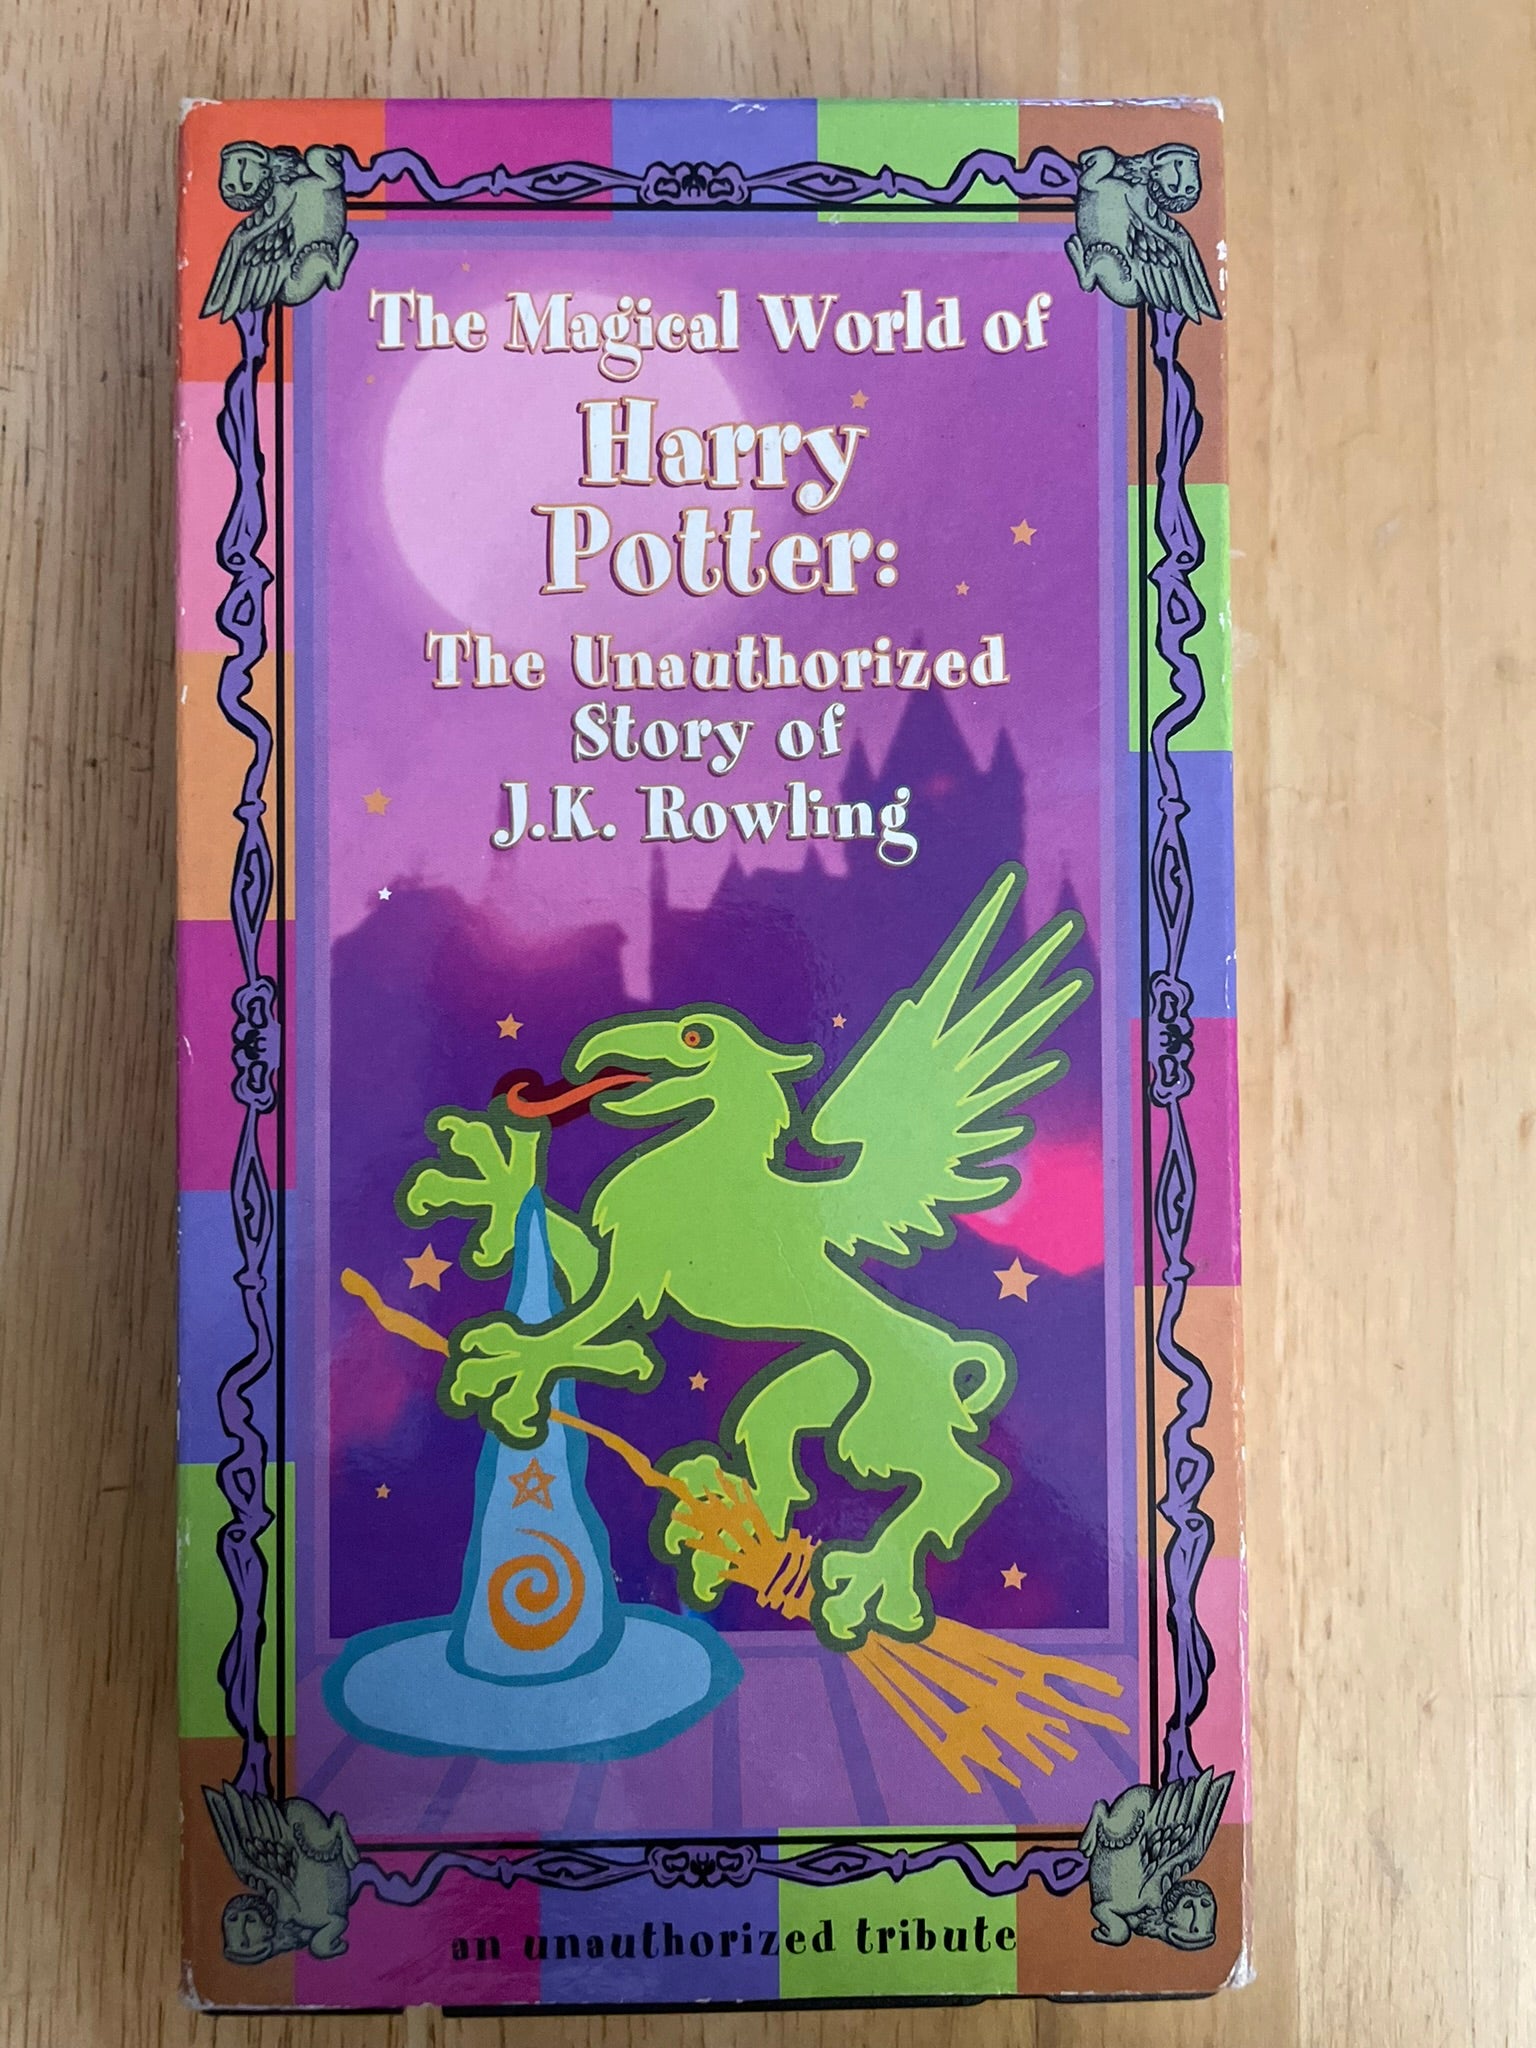 The Magical World of
Harry
Potter:
The Unauthorized
Story of
J.K. Rowling
an unauthorized tribute